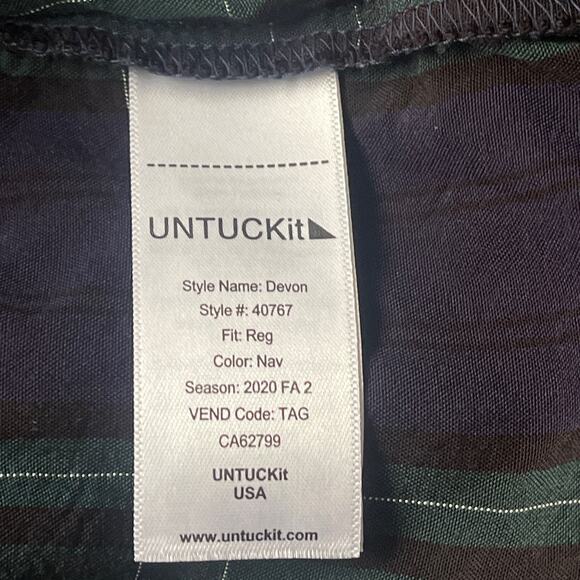 UNTUCKit
Style Name: Devon
Style #: 40767
Fit: Reg
Color: Nav
Season: 2020 FA 2
VEND Code: TAG
CA62799
UNTUCKit
USA
www.untuckit.com